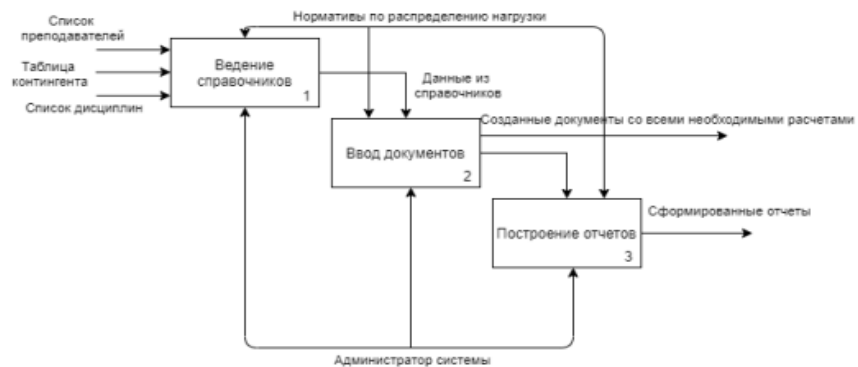 Нормативы по распределению нагрузки
Список
преподавателей
Таблица
контингента
Список дисциплин
Ведение
справочников
1
Данные из
справочников
Созданные документы со всеми необходимыми расчетами
Ввод документов
2
Сформированные отчеты
Построение отчетов
3
Администратор системы